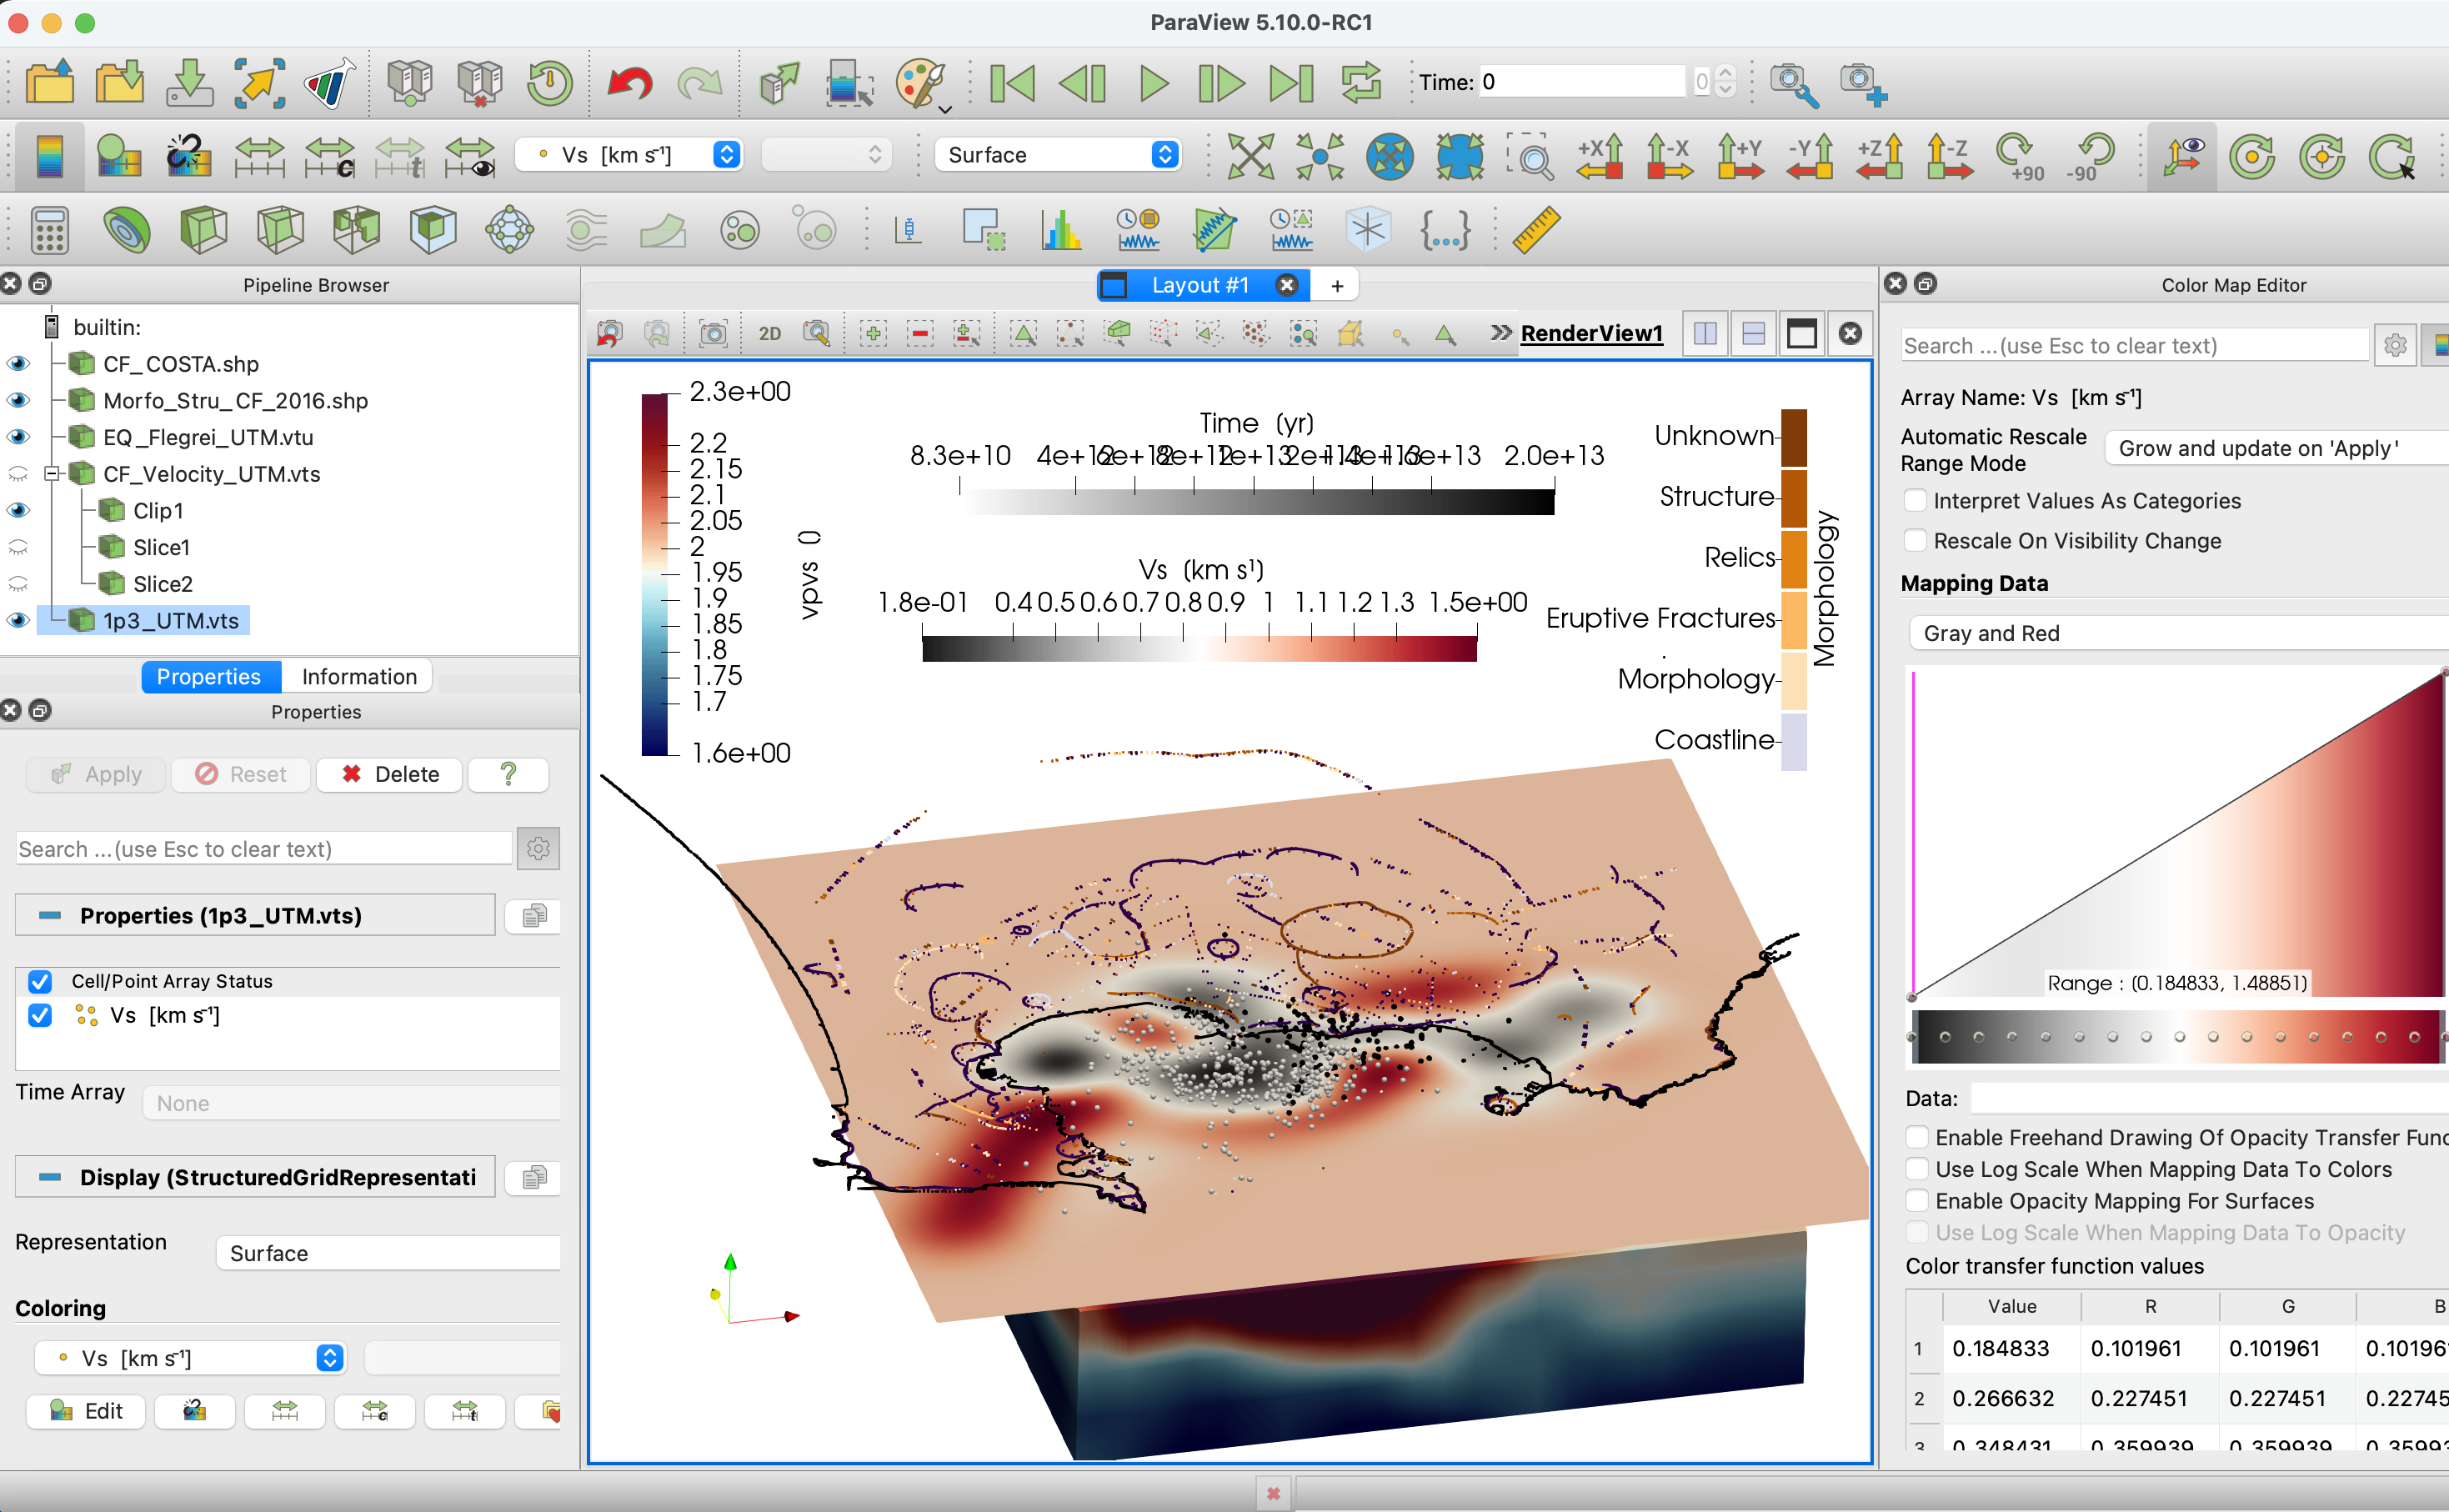 ParaView 5.10.0-RC1
Time: 0
0
Vs [km s⁻¹]
Surface
+X
-X
+Y
-Y
+Z
-Z
+90
-90
Pipeline Browser
builtin:
CF_COSTA.shp
Morfo_Stru_CF_2016.shp
EQ_Flegrei_UTM.vtu
CF_Velocity_UTM.vts
Clip1
Slice1
Slice2
1p3_UTM.vts
Properties
Information
Properties
Apply
Reset
Delete
?
Search ...(use Esc to clear text)
Properties (1p3_UTM.vts)
Cell/Point Array Status
Vs [km s⁻¹]
Time Array
None
Display (StructuredGridRepresentati
Representation
Surface
Coloring
Vs [km s⁻¹]
Edit
Layout #1
+
2D
RenderView1
2.3e+00
2.2
2.15
2.1
2.05
2
1.95
1.9
1.85
1.8
1.75
1.7
1.6e+00
vpvs ()
Time (yr)
8.3e+10
2.0e+13
Vs (km s¹)
1.8e-01 0.4 0.5 0.6 0.7 0.8 0.9 1 1.1 1.2 1.3 1.5e+00
Unknown
Structure
Relics
Eruptive Fractures
Morphology
Coastline
Morphology
Color Map Editor
Search ...(use Esc to clear text)
Array Name: Vs [km s⁻¹]
Automatic Rescale
Range Mode
Grow and update on 'Apply'
Interpret Values As Categories
Rescale On Visibility Change
Mapping Data
Gray and Red
Range : (0.184833, 1.48851)
Data:
Enable Freehand Drawing Of Opacity Transfer Func
Use Log Scale When Mapping Data To Colors
Enable Opacity Mapping For Surfaces
Use Log Scale When Mapping Data To Opacity
Color transfer function values
Value R G B
1 0.184833 0.101961 0.101961 0.10196
2 0.266632 0.227451 0.227451 0.22745
3 0.348431 0.359939 0.359939 0.3599